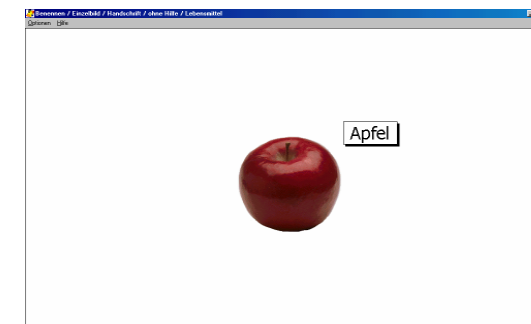 Benennen / Einzelbild / Handschrift / ohne Hilfe / Lebensmittel
Optionen Hilfe
Apfel